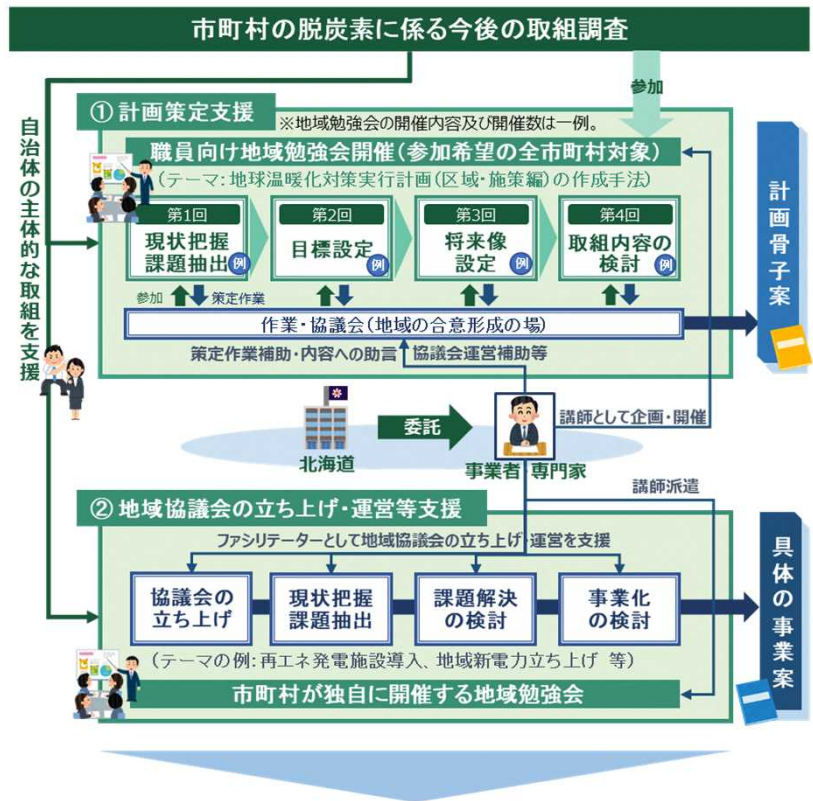 市町村の脱炭素に係る今後の取組調査
参加
自治体の主体的な取組を支援
① 計画策定支援
※地域勉強会の開催内容及び開催数は一例。
職員向け地域勉強会開催(参加希望の全市町村対象)
(テーマ:地球温暖化対策実行計画(区域・施策編)の作成手法)
第1回
現状把握
課題抽出
例
第2回
目標設定
例
第3回
将来像
設定
例
第4回
取組内容の
検討
例
参加
策定作業
作業・協議会(地域の合意形成の場)
策定作業補助・内容への助言
協議会運営補助等
計画骨子案
北海道
委託
事業者・専門家
講師として企画・開催
講師派遣
② 地域協議会の立ち上げ・運営等支援
ファシリテーターとして地域協議会の立ち上げ・運営を支援
協議会の
立ち上げ
現状把握
課題抽出
課題解決
の検討
事業化
の検討
(テーマの例:再エネ発電施設導入、地域新電力立ち上げ 等)
市町村が独自に開催する地域勉強会
具体の事業案